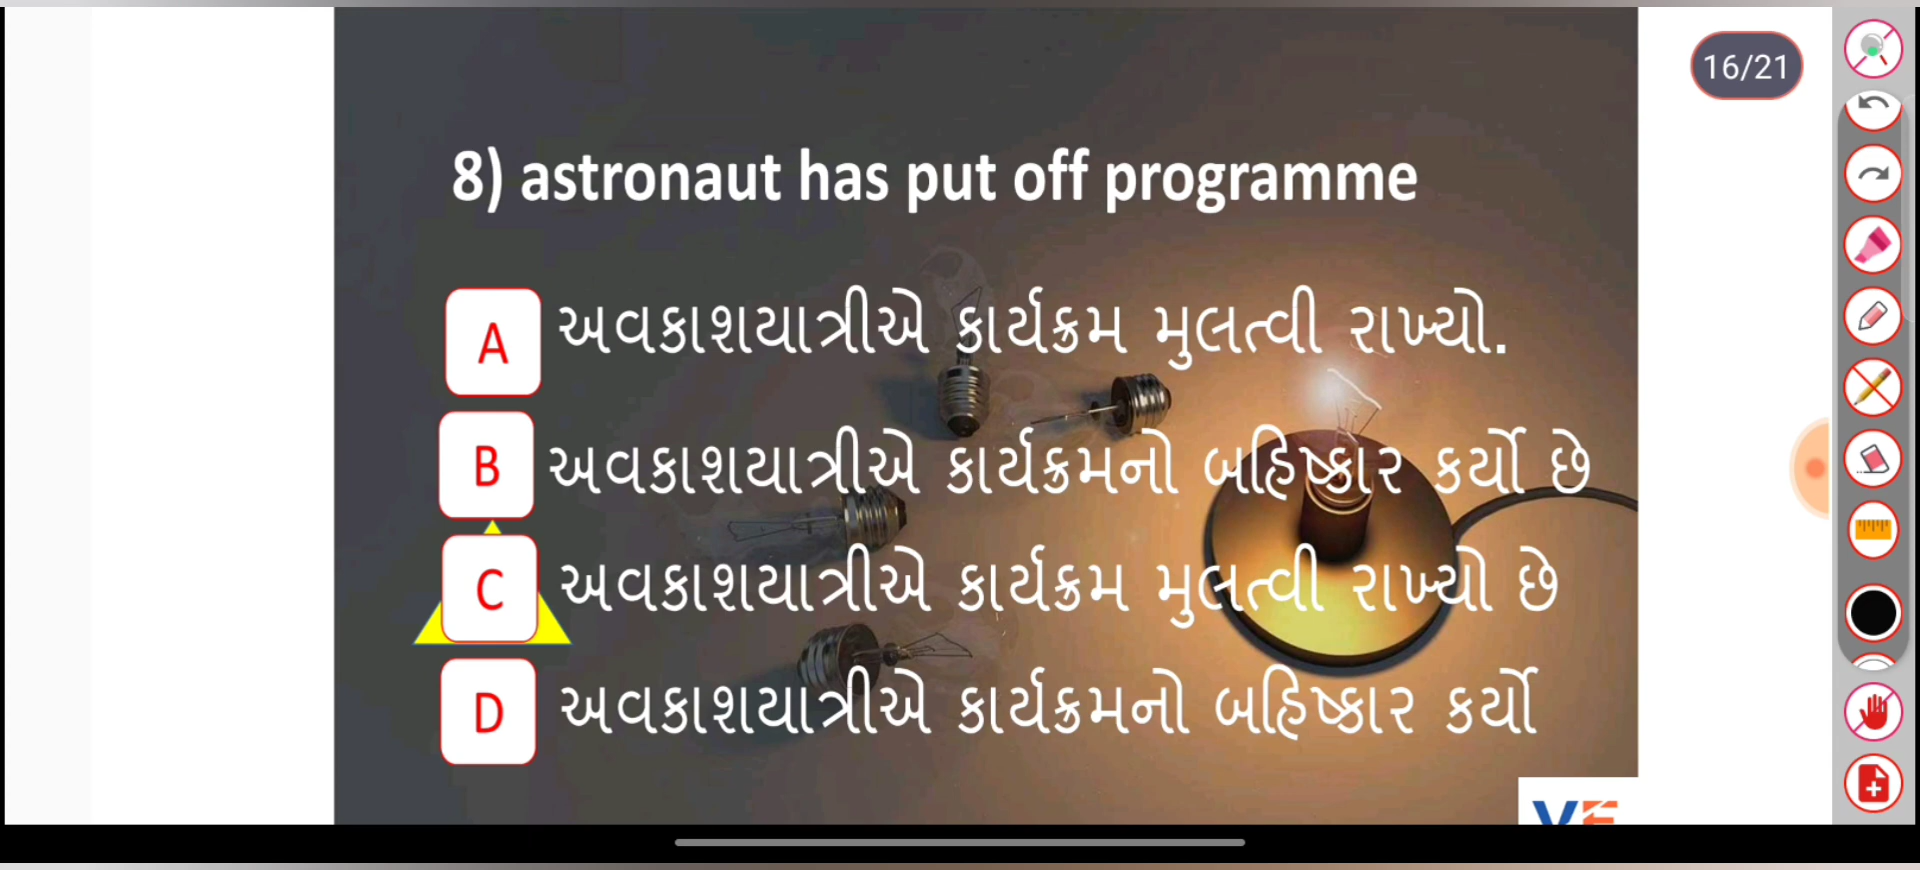 16/21
8) astronaut has put off programme
A અવકાશયાત્રીએ કાર્યક્રમ મુલત્વી રાખ્યો.
B અવકાશયાત્રીએ કાર્યક્રમનો બહિષ્કાર કર્યો છે
C અવકાશયાત્રીએ કાર્યક્રમ મુલત્વી રાખ્યો છે
D અવકાશયાત્રીએ કાર્યક્રમનો બહિષ્કાર કર્યો